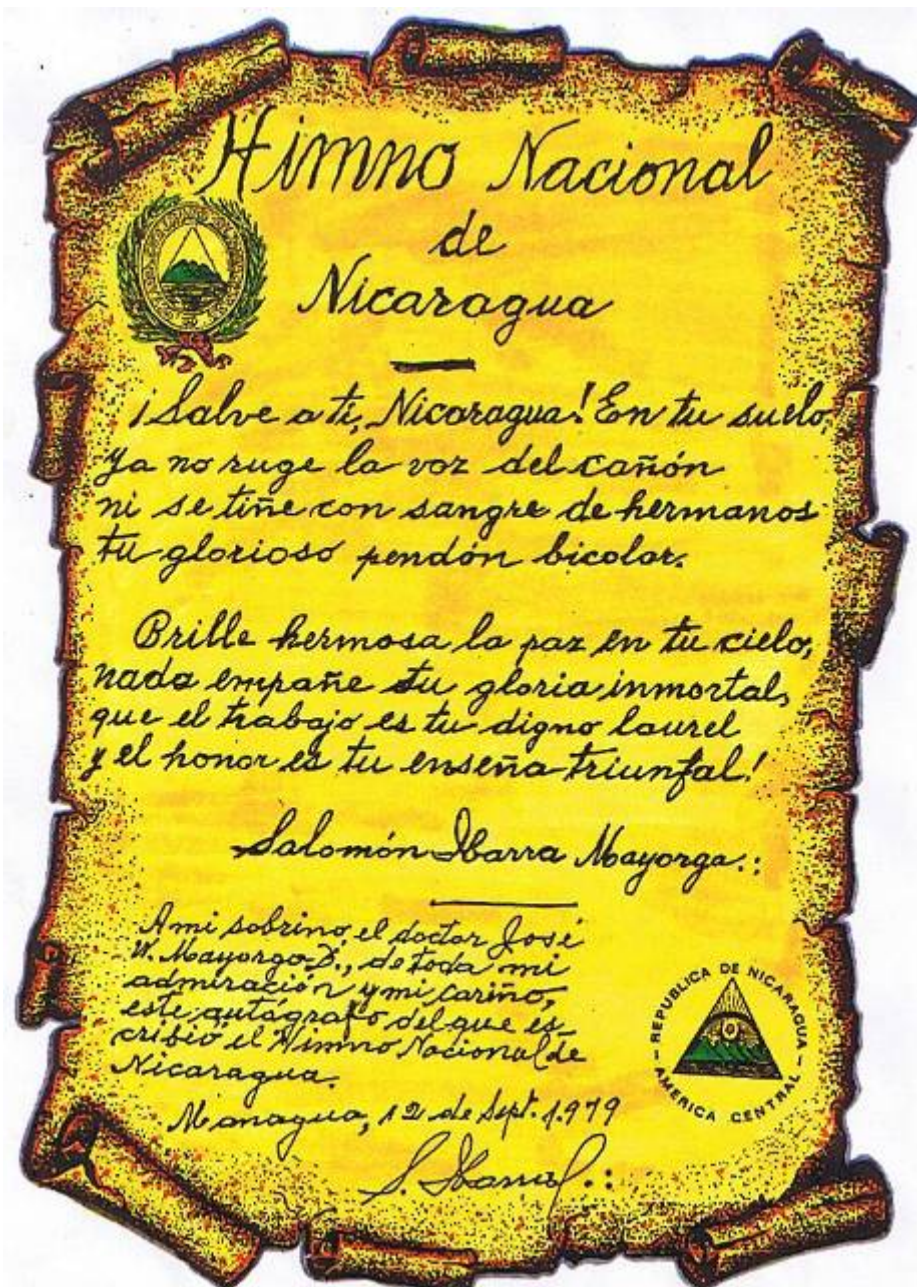 Himno Nacional
de
Nicaragua
¡Salve a ti, Nicaragua! En tu suelo,
ya no ruge la voz del cañón
ni se tiñe con sangre de hermanos
tu glorioso pendón bicolor.
Brille hermosa la paz en tu cielo,
nada empañe tu gloria inmortal,
que el trabajo es tu digno laurel
y el honor es tu enseña triunfal!
Salomón Ibarra Mayorga.:
A mi sobrino, el doctor José
W. Mayorga D., de toda mi
admiración y mi cariño,
este autógrafo del que es-
cribió el Himno Nacional de
Nicaragua.
Managua, 12 de Sept. 1.979
S. Ibarra
REPUBLICA DE NICARAGUA - AMERICA CENTRAL -